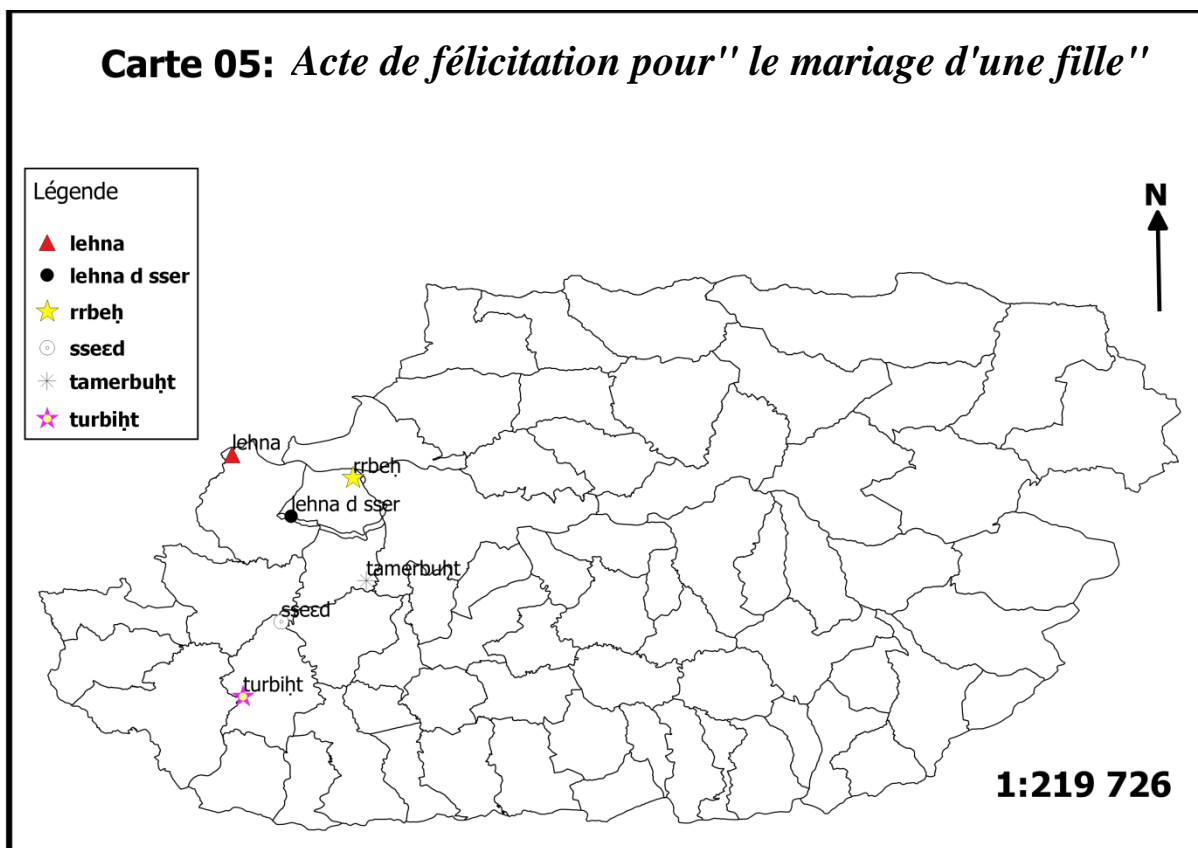 Carte 05: Acte de félicitation pour" le mariage d'une fille"
Légende
lehna
lehna d sser
rrbeḥ
sseɛd
tamerbuḥt
turbiḥt
N
lehna
rrbeḥ
lehna d sser
tamerbuḥt
sseɛd
turbiḥt
1:219 726